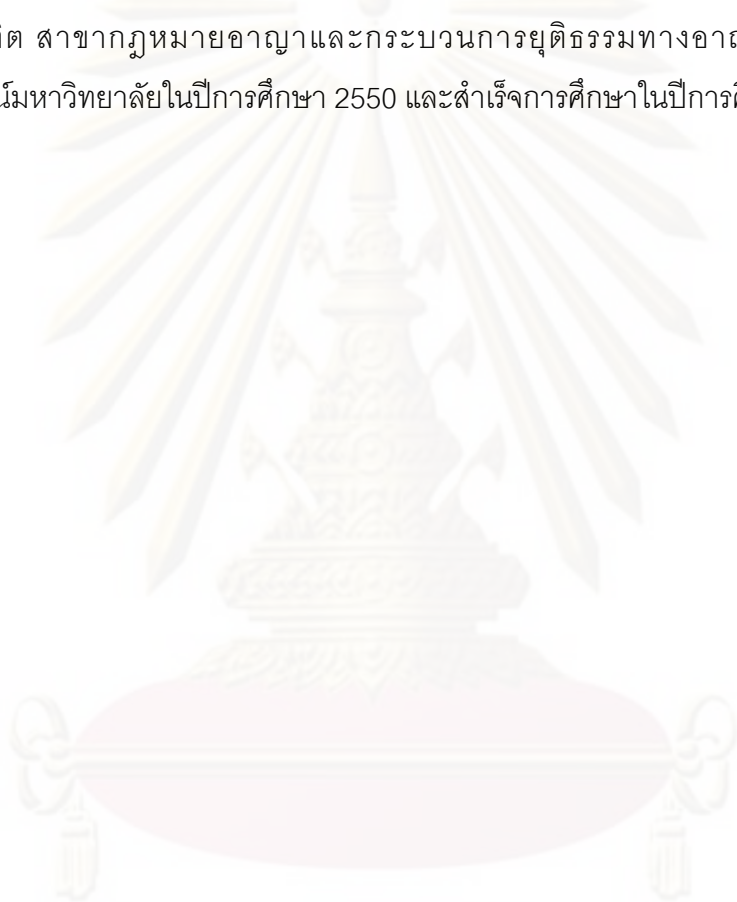 สาขากฎหมายอาญาและกระบวนการยุติธรรมทางอาญ
มหาวิทยาลัยในปีการศึกษา 2550 และสำเร็จการศึกษาในปีการศึ